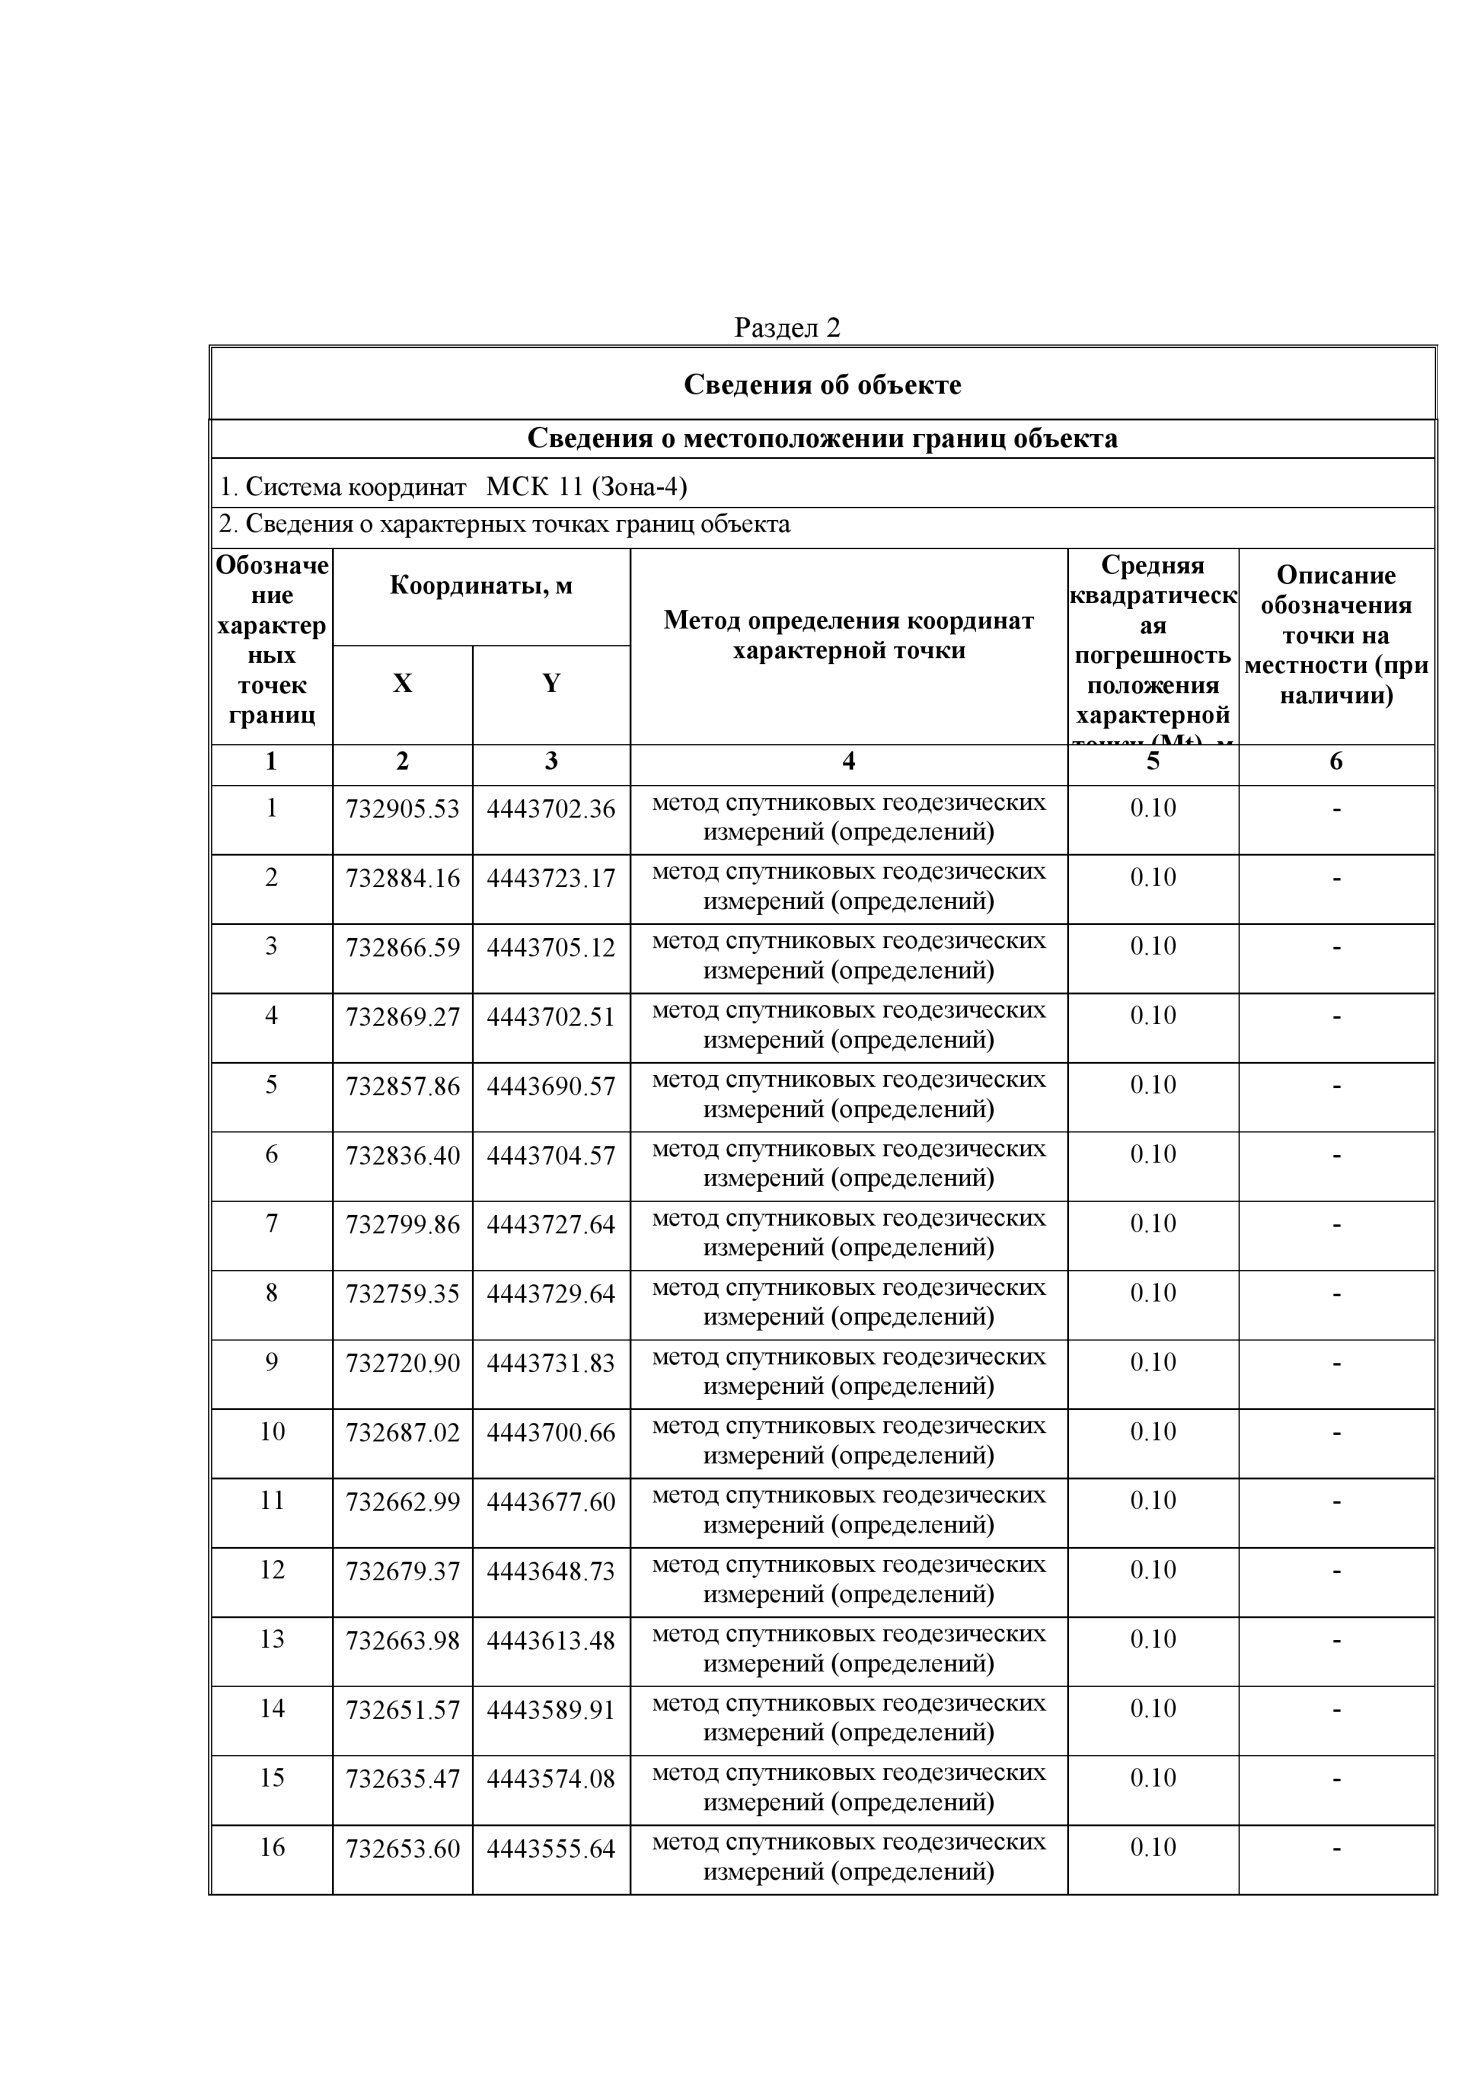 Раздел 2
Сведения об объекте
Сведения о местоположении границ объекта
1. Система координат МСК 11 (Зона-4)
2. Сведения о характерных точках границ объекта
Обозначе
ние
характер
ных
точек
границ
Координаты, м
X
Y
Метод определения координат
характерной точки
Средняя
квадратическ
ая
погрешность
положения
характерной
точки (Mt), м
Описание
обозначения
точки на
местности (при
наличии)
1 2 3 4 5 6
1 732905.53 4443702.36 метод спутниковых геодезических 0.10 -
измерений (определений)
2 732884.16 4443723.17 метод спутниковых геодезических 0.10 -
измерений (определений)
3 732866.59 4443705.12 метод спутниковых геодезических 0.10 -
измерений (определений)
4 732869.27 4443702.51 метод спутниковых геодезических 0.10 -
измерений (определений)
5 732857.86 4443690.57 метод спутниковых геодезических 0.10 -
измерений (определений)
6 732836.40 4443704.57 метод спутниковых геодезических 0.10 -
измерений (определений)
7 732799.86 4443727.64 метод спутниковых геодезических 0.10 -
измерений (определений)
8 732759.35 4443729.64 метод спутниковых геодезических 0.10 -
измерений (определений)
9 732720.90 4443731.83 метод спутниковых геодезических 0.10 -
измерений (определений)
10 732687.02 4443700.66 метод спутниковых геодезических 0.10 -
измерений (определений)
11 732662.99 4443677.60 метод спутниковых геодезических 0.10 -
измерений (определений)
12 732679.37 4443648.73 метод спутниковых геодезических 0.10 -
измерений (определений)
13 732663.98 4443613.48 метод спутниковых геодезических 0.10 -
измерений (определений)
14 732651.57 4443589.91 метод спутниковых геодезических 0.10 -
измерений (определений)
15 732635.47 4443574.08 метод спутниковых геодезических 0.10 -
измерений (определений)
16 732653.60 4443555.64 метод спутниковых геодезических 0.10 -
измерений (определений)